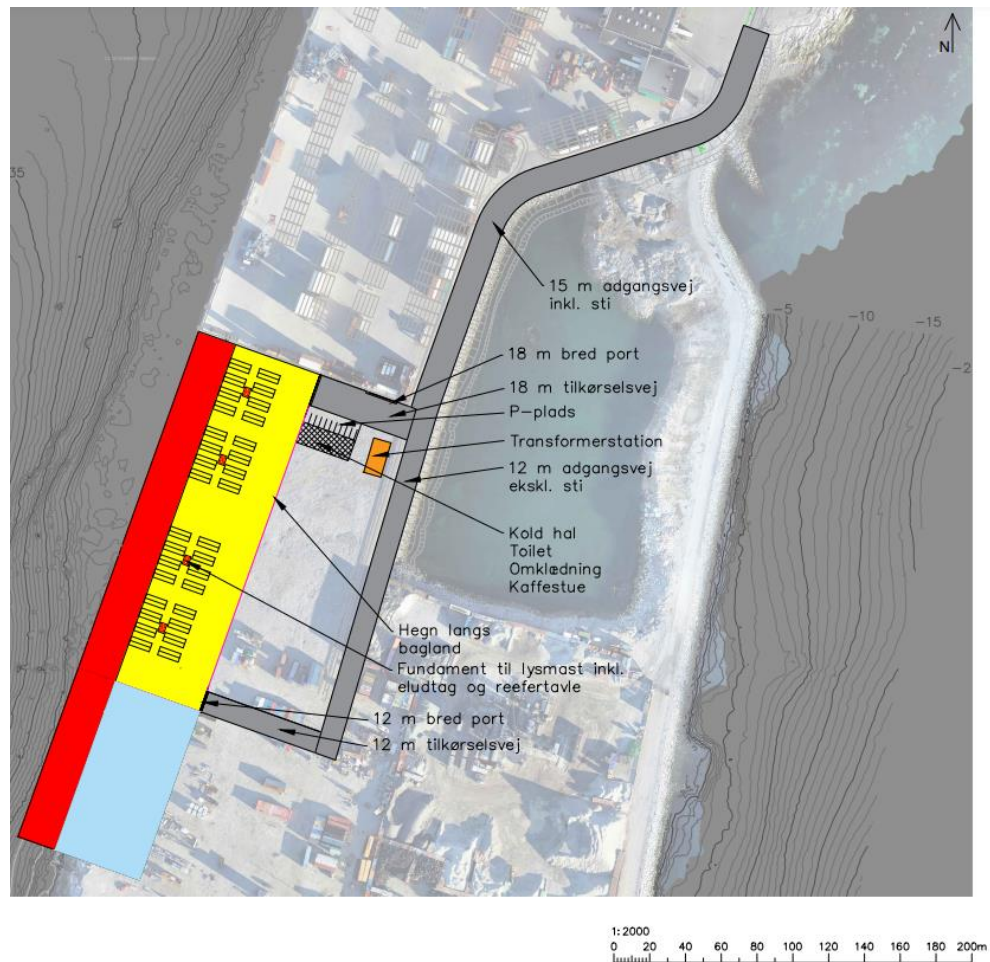 N
35
15 m adgangsvej
inkl. sti
-5
-10
-15
18 m bred port
-2
18 m tilkørselsvej
P-plads
Transformerstation
12 m adgangsvej
ekskl. sti
Kold hal
Toilet
Omklædning
Kaffestue
Hegn langs
bagland
Fundament til lysmast inkl.
eludtag og reefertavle
12 m bred port
12 m tilkørselsvej
1:2000
0 20 40 60 80 100 120 140 160 180 200m